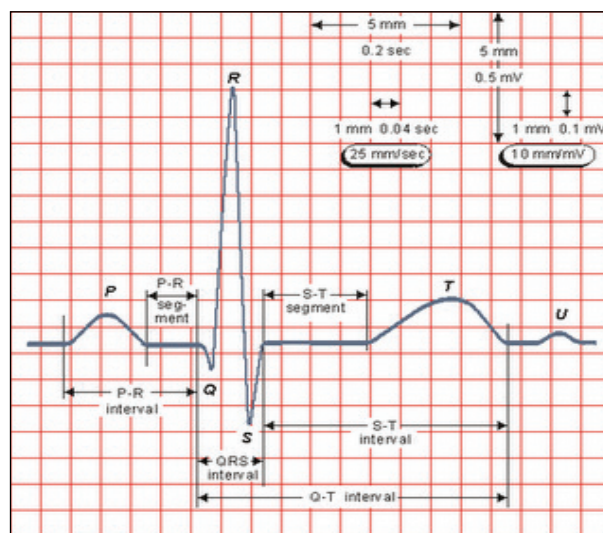 5 mm
0.2 sec
5 mm
0.5 mV
R
1 mm 0.04 sec
25 mm/sec
1 mm 0.1 mV
10 mm/mV
P
P-R
seg-
ment
S-T
segment
T
U
Q
P-R
interval
S
S-T
interval
QRS
interval
Q-T interval